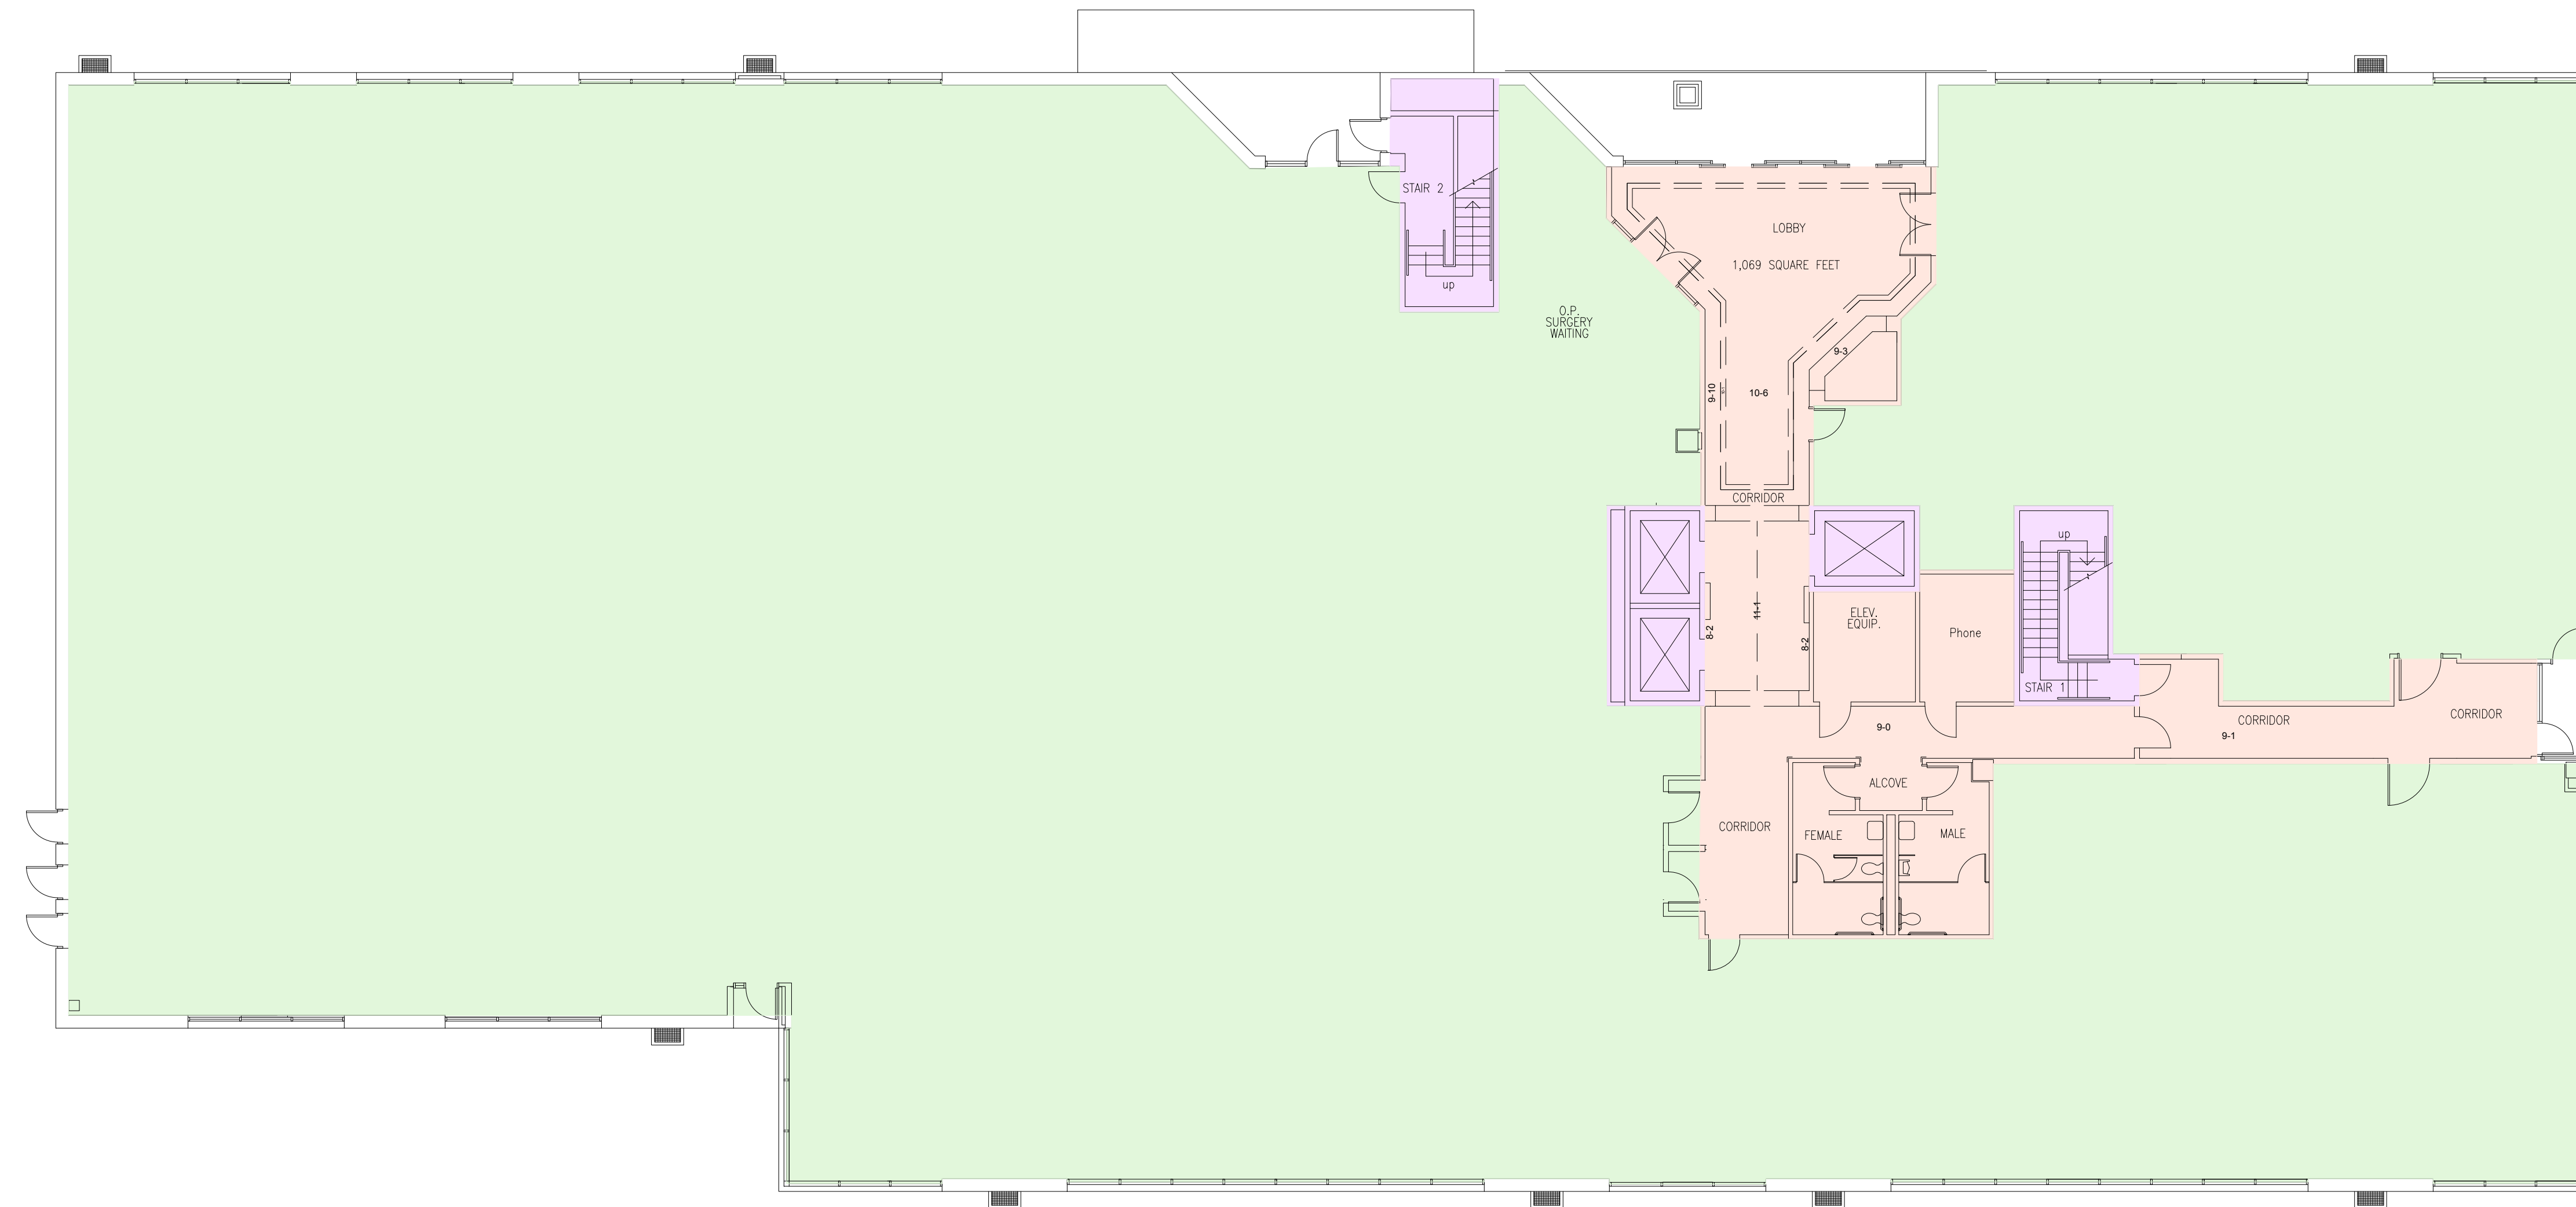 STAIR 2
up
LOBBY
1,069 SQUARE FEET
O.P.
SURGERY
WAITING
9-3
9-10
10-6
CORRIDOR
up
11-1
8-2
8-2
ELEV.
EQUIP.
Phone
STAIR 1
9-0
CORRIDOR
9-1
CORRIDOR
ALCOVE
CORRIDOR
FEMALE
MALE